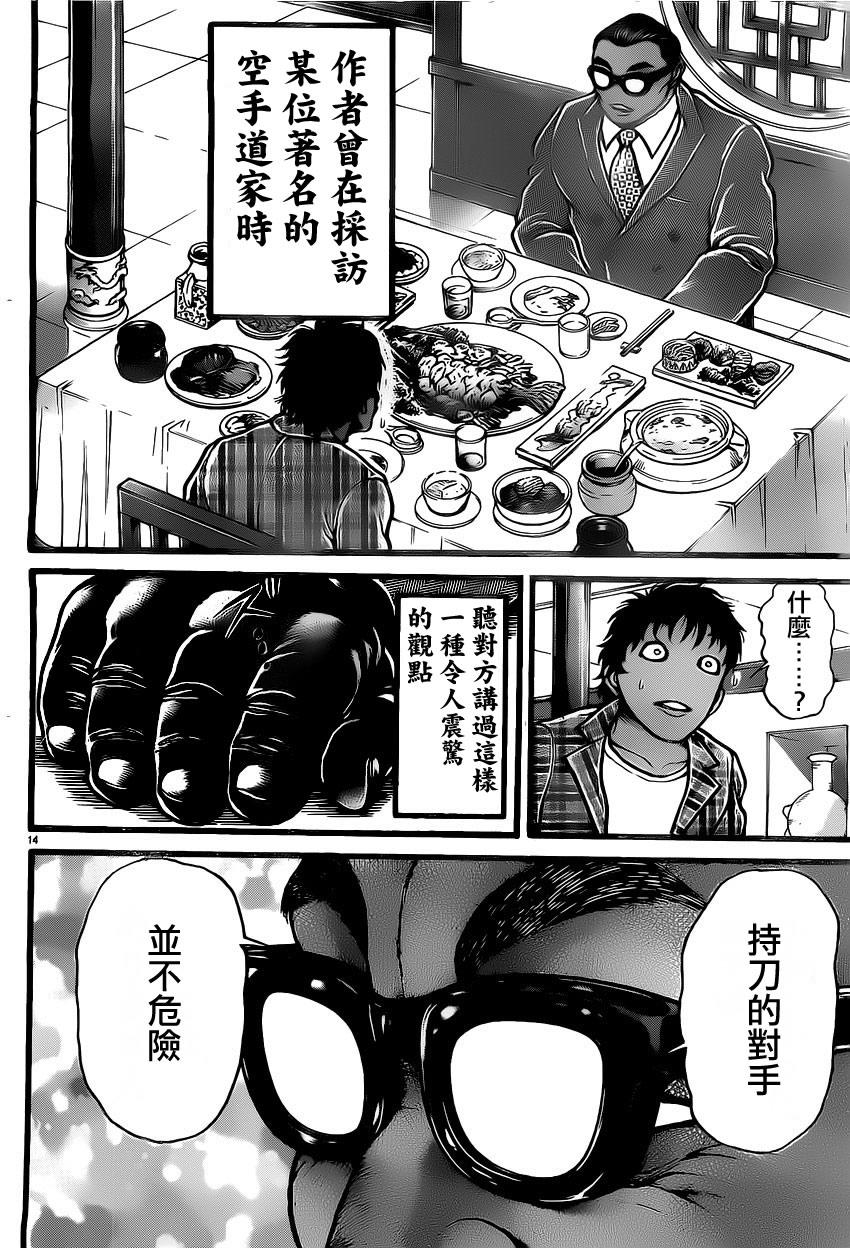 作者曾在採訪
某位著名的
空手道家時
什麼……？
聽對方講過這樣
一種令人震驚
的觀點
14
持刀的對手
並不危險